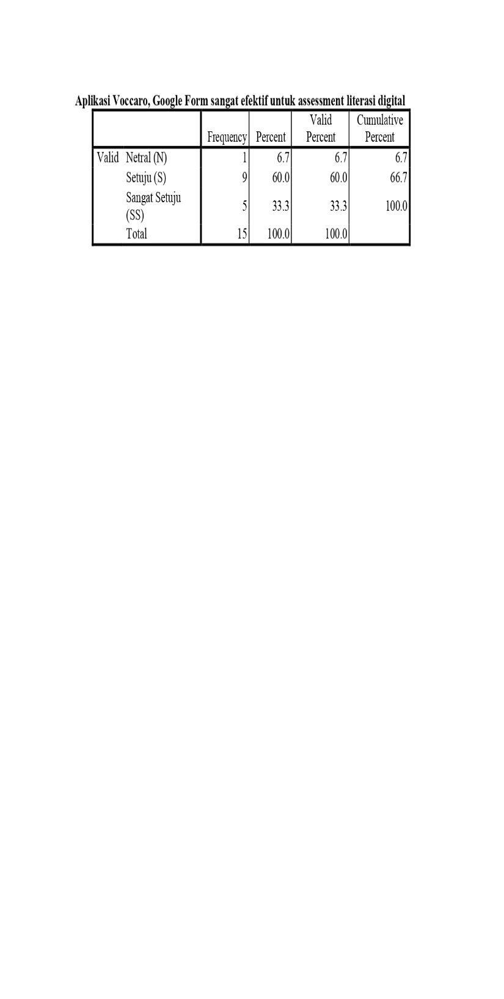 Aplikasi Voccaro, Google Form sangat efektif untuk assessment literasi digital
Frequency Percent Valid Percent Cumulative Percent
Valid Netral (N) 1 6.7 6.7 6.7
Setuju (S) 9 60.0 60.0 66.7
Sangat Setuju (SS) 5 33.3 33.3 100.0
Total 15 100.0 100.0